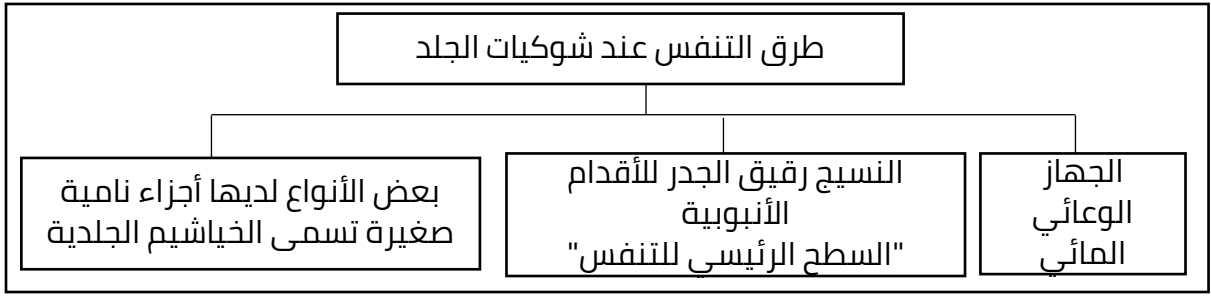 طرق التنفس عند شوكيات الجلد
الجهاز
الوعائي
المائي
النسيج رقيق الجدر للأقدام
الأنبوبية
"السطح الرئيسي للتنفس"
بعض الأنواع لديها أجزاء نامية
صغيرة تسمى الخياشيم الجلدية